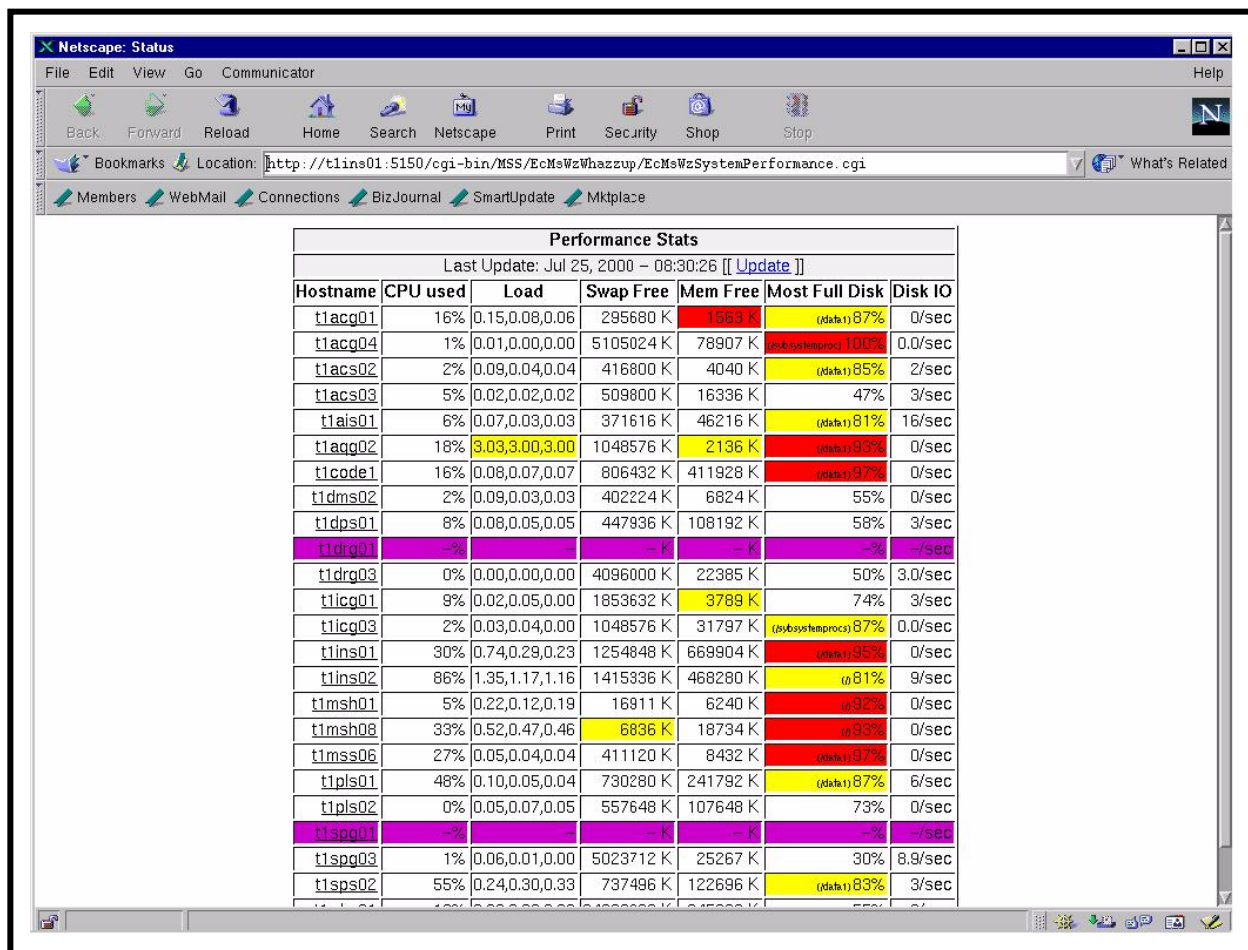 Netscape: Status
File Edit View Go Communicator Help
Back Forward Reload Home Search Netscape Print Security Shop Stop
Bookmarks Location: http://t1ins01:5150/cgi-bin/MSS/EcMsWzWhazzup/EcMsWzSystemPerformance.cgi What's Related
Members WebMail Connections BizJournal SmartUpdate Mktplace
Performance Stats
Last Update: Jul 25, 2000 – 08:30:26 [[ Update ]]
Hostname CPU used Load Swap Free Mem Free Most Full Disk Disk IO
t1acg01 16% 0.15,0.08,0.06 295680 K 1563 K (/data1) 87% 0/sec
t1acg04 1% 0.01,0.00,0.00 5105024 K 78907 K (/sybsystemproc) 100% 0.0/sec
t1acs02 2% 0.09,0.04,0.04 416800 K 4040 K (/data1) 85% 2/sec
t1acs03 5% 0.02,0.02,0.02 509800 K 16336 K 47% 3/sec
t1ais01 6% 0.07,0.03,0.03 371616 K 46216 K (/data1) 81% 16/sec
t1aqg02 18% 3.03,3.00,3.00 1048576 K 2136 K (/data1) 93% 0/sec
t1code1 16% 0.08,0.07,0.07 806432 K 411928 K (/data1) 97% 0/sec
t1dms02 2% 0.09,0.03,0.03 402224 K 6824 K 55% 0/sec
t1dps01 8% 0.08,0.05,0.05 447936 K 108192 K 58% 3/sec
t1drg01 –% – – K – K –% –/sec
t1drg03 0% 0.00,0.00,0.00 4096000 K 22385 K 50% 3.0/sec
t1icg01 9% 0.02,0.05,0.00 1853632 K 3789 K 74% 3/sec
t1icg03 2% 0.03,0.04,0.00 1048576 K 31797 K (/sybsystemprocs) 87% 0.0/sec
t1ins01 30% 0.74,0.29,0.23 1254848 K 669904 K (/data1) 95% 0/sec
t1ins02 86% 1.35,1.17,1.16 1415336 K 468280 K (/) 81% 9/sec
t1msh01 5% 0.22,0.12,0.19 16911 K 6240 K (/) 92% 0/sec
t1msh08 33% 0.52,0.47,0.46 6836 K 18734 K (/) 93% 0/sec
t1mss06 27% 0.05,0.04,0.04 411120 K 8432 K (/data1) 97% 0/sec
t1pls01 48% 0.10,0.05,0.04 730280 K 241792 K (/data1) 87% 6/sec
t1pls02 0% 0.05,0.07,0.05 557648 K 107648 K 73% 0/sec
t1spg01 –% – – K – K –% –/sec
t1spg03 1% 0.06,0.01,0.00 5023712 K 25267 K 30% 8.9/sec
t1sps02 55% 0.24,0.30,0.33 737496 K 122696 K (/data1) 83% 3/sec